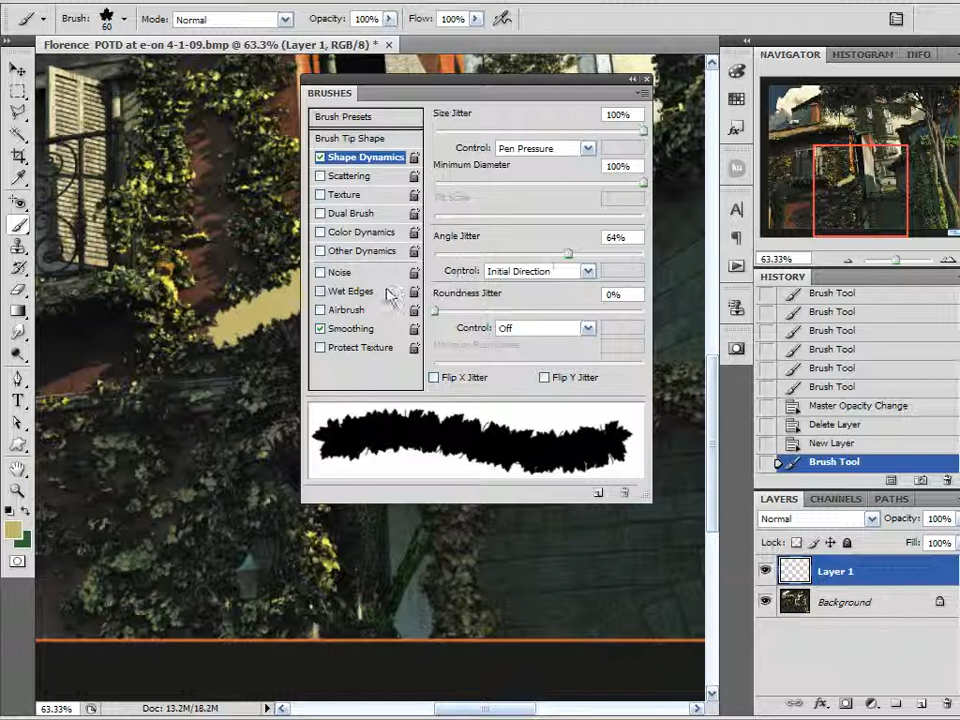 Brush: 60 Mode: Normal Opacity: 100% Flow: 100%
Florence POTD at e-on 4-1-09.bmp @ 63.3% (Layer 1, RGB/8) *
BRUSHES
Brush Presets
Brush Tip Shape
Shape Dynamics
Scattering
Texture
Dual Brush
Color Dynamics
Other Dynamics
Noise
Wet Edges
Airbrush
Smoothing
Protect Texture
Size Jitter 100%
Control: Pen Pressure
Minimum Diameter 100%
Angle Jitter 64%
Control: Initial Direction
Roundness Jitter 0%
Control: Off
Minimum Roundness
Flip X Jitter Flip Y Jitter
NAVIGATOR HISTOGRAM INFO
63.33%
HISTORY
Brush Tool
Brush Tool
Brush Tool
Brush Tool
Brush Tool
Brush Tool
Master Opacity Change
Delete Layer
New Layer
Brush Tool
LAYERS CHANNELS PATHS
Normal Opacity: 100%
Lock: Fill: 100%
Layer 1
Background
63.33% Doc: 13.2M/18.2M